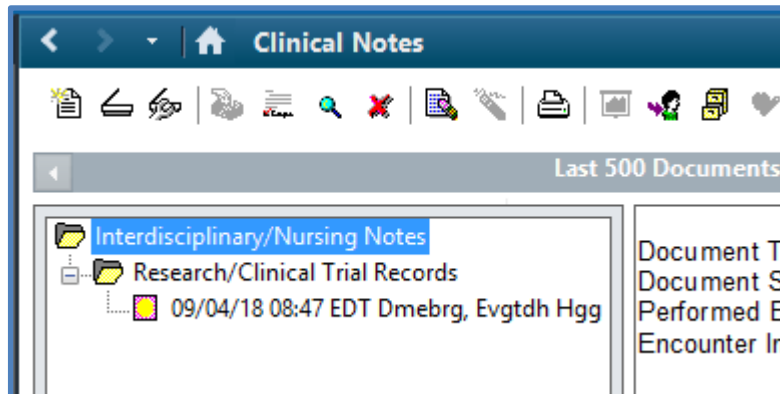 Clinical Notes
Last 500 Documents
Interdisciplinary/Nursing Notes
Research/Clinical Trial Records
09/04/18 08:47 EDT Dmebrg, Evgtdh Hgg
Document T
Document S
Performed B
Encounter In